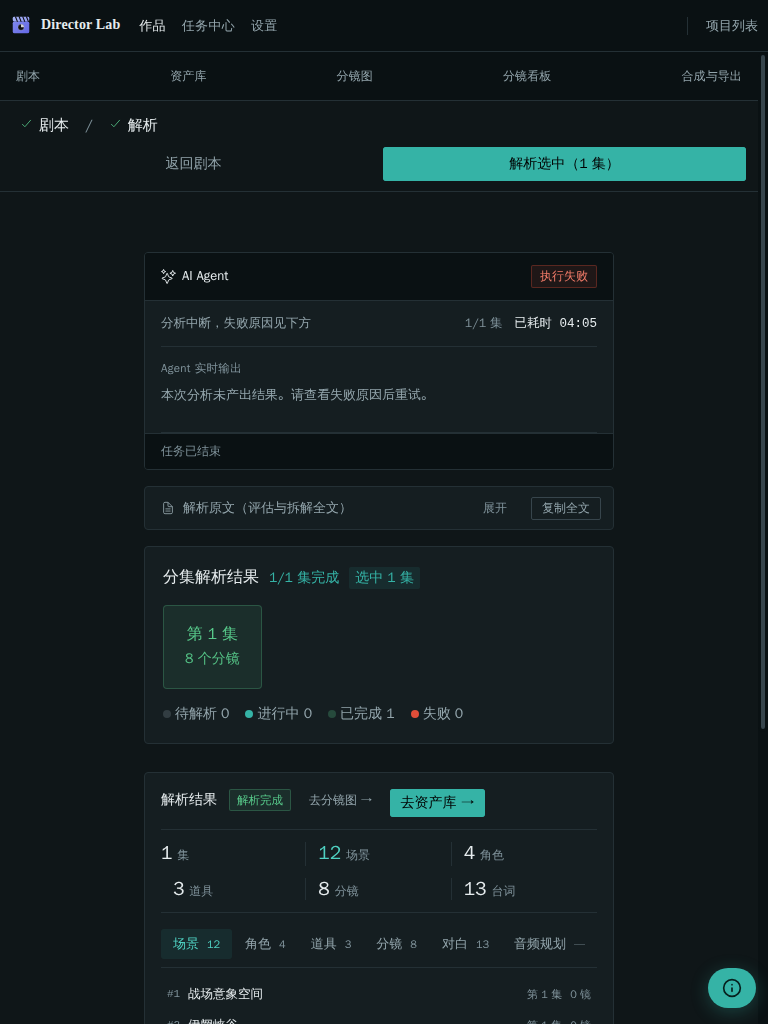 Director Lab 作品 任务中心 设置 项目列表
剧本 资产库 分镜图 分镜看板 合成与导出
剧本 / 解析
返回剧本 解析选中（1 集）
AI Agent 执行失败
分析中断，失败原因见下方 1/1 集 已耗时 04:05
Agent 实时输出
本次分析未产出结果。请查看失败原因后重试。
任务已结束
解析原文（评估与拆解全文） 展开 复制全文
分集解析结果 1/1 集完成 选中 1 集
第 1 集
8 个分镜
待解析 0 进行中 0 已完成 1 失败 0
解析结果 解析完成 去分镜图 → 去资产库 →
1 集 12 场景 4 角色
3 道具 8 分镜 13 台词
场景 12 角色 4 道具 3 分镜 8 对白 13 音频规划 —
#1 战场意象空间 第 1 集 0 镜